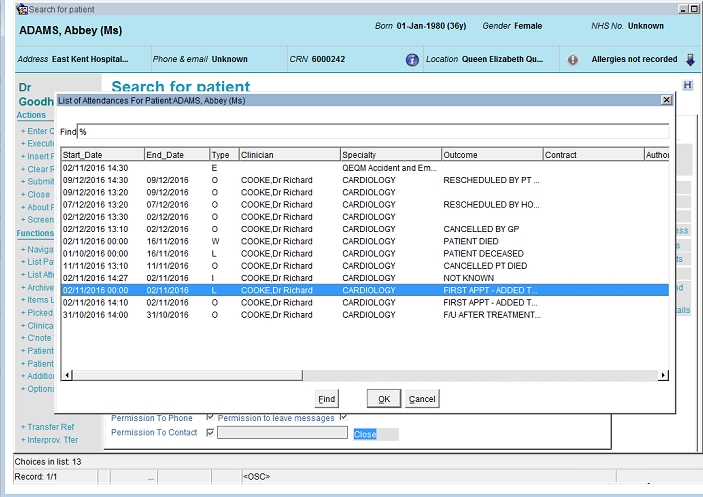 Search for patient
ADAMS, Abbey (Ms)
Born 01-Jan-1980 (36y) Gender Female NHS No. Unknown
Address East Kent Hospital... Phone & email Unknown CRN 6000242 Location Queen Elizabeth Qu... Allergies not recorded
Dr Search for patient H
Goodh
List of Attendances For Patient:ADAMS, Abbey (Ms)
Actions
+ Enter C
+ Execut
+ Insert F
+ Clear F
+ Submit
+ Close
+ About F
+ Screen
Functions
+ Naviga
+ List Pa
+ List Att
+ Archive
+ Items L
+ Picked
+ Clinica
+ C'note
+ Patient
+ Patient
+ Additio
+ Options
+ Transfer Ref
+ Interprov. Tfer
Find %
Start_Date End_Date Type Clinician Specialty Outcome Contract Author
02/11/2016 14:30 E QEQM Accident and Em...
09/12/2016 14:30 09/12/2016 O COOKE,Dr Richard CARDIOLOGY RESCHEDULED BY PT ...
09/12/2016 13:20 09/12/2016 O COOKE,Dr Richard CARDIOLOGY
07/12/2016 13:20 07/12/2016 O COOKE,Dr Richard CARDIOLOGY RESCHEDULED BY HO...
02/12/2016 13:30 02/12/2016 O COOKE,Dr Richard CARDIOLOGY
02/12/2016 13:10 02/12/2016 O COOKE,Dr Richard CARDIOLOGY CANCELLED BY GP
02/11/2016 00:00 16/11/2016 W COOKE,Dr Richard CARDIOLOGY PATIENT DIED
01/10/2016 00:00 16/11/2016 L COOKE,Dr Richard CARDIOLOGY PATIENT DECEASED
11/11/2016 13:10 11/11/2016 O COOKE,Dr Richard CARDIOLOGY CANCELLED PT DIED
02/11/2016 14:27 02/11/2016 I COOKE,Dr Richard CARDIOLOGY NOT KNOWN
02/11/2016 00:00 02/11/2016 L COOKE,Dr Richard CARDIOLOGY FIRST APPT - ADDED T...
02/11/2016 14:10 02/11/2016 O COOKE,Dr Richard CARDIOLOGY FIRST APPT - ADDED T...
31/10/2016 14:00 31/10/2016 O COOKE,Dr Richard CARDIOLOGY F/U AFTER TREATMENT...
Find OK Cancel
ess
s
ts
nd
ails
Permission To Phone Permission to leave messages
Permission To Contact Close
Choices in list: 13
Record: 1/1 ... <OSC>